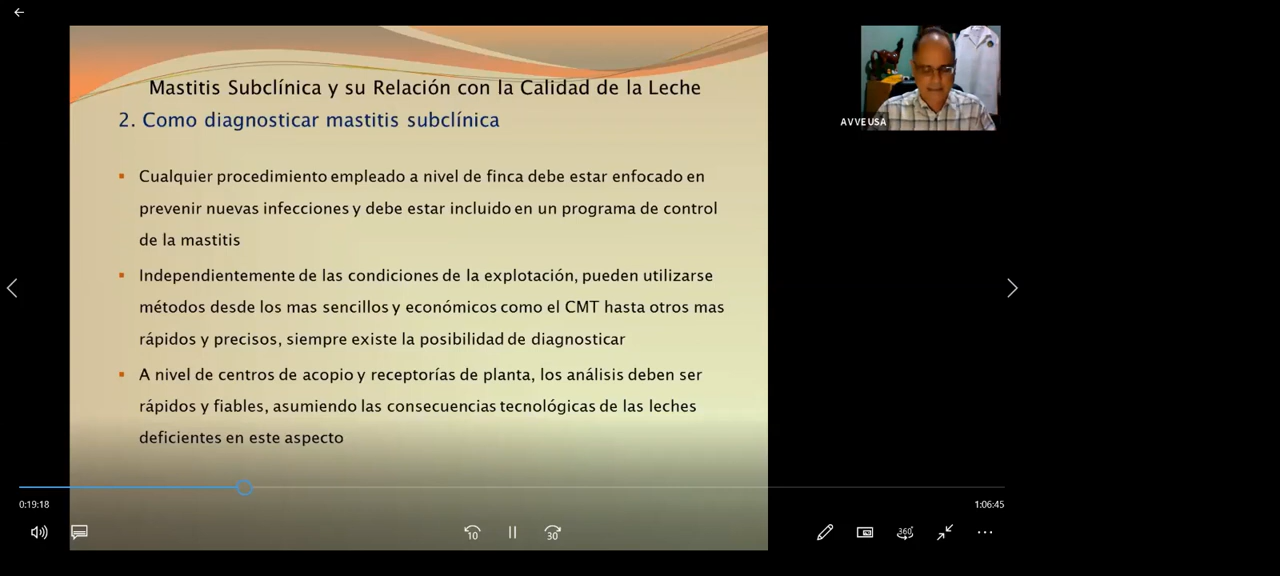 Mastitis Subclínica y su Relación con la Calidad de la Leche
2. Como diagnosticar mastitis subclínica
▪ Cualquier procedimiento empleado a nivel de finca debe estar enfocado en
prevenir nuevas infecciones y debe estar incluido en un programa de control
de la mastitis
▪ Independientemente de las condiciones de la explotación, pueden utilizarse
métodos desde los mas sencillos y económicos como el CMT hasta otros mas
rápidos y precisos, siempre existe la posibilidad de diagnosticar
▪ A nivel de centros de acopio y receptorías de planta, los análisis deben ser
rápidos y fiables, asumiendo las consecuencias tecnológicas de las leches
deficientes en este aspecto
AVVEUSA
0:19:18
1:06:45
10
30
360°